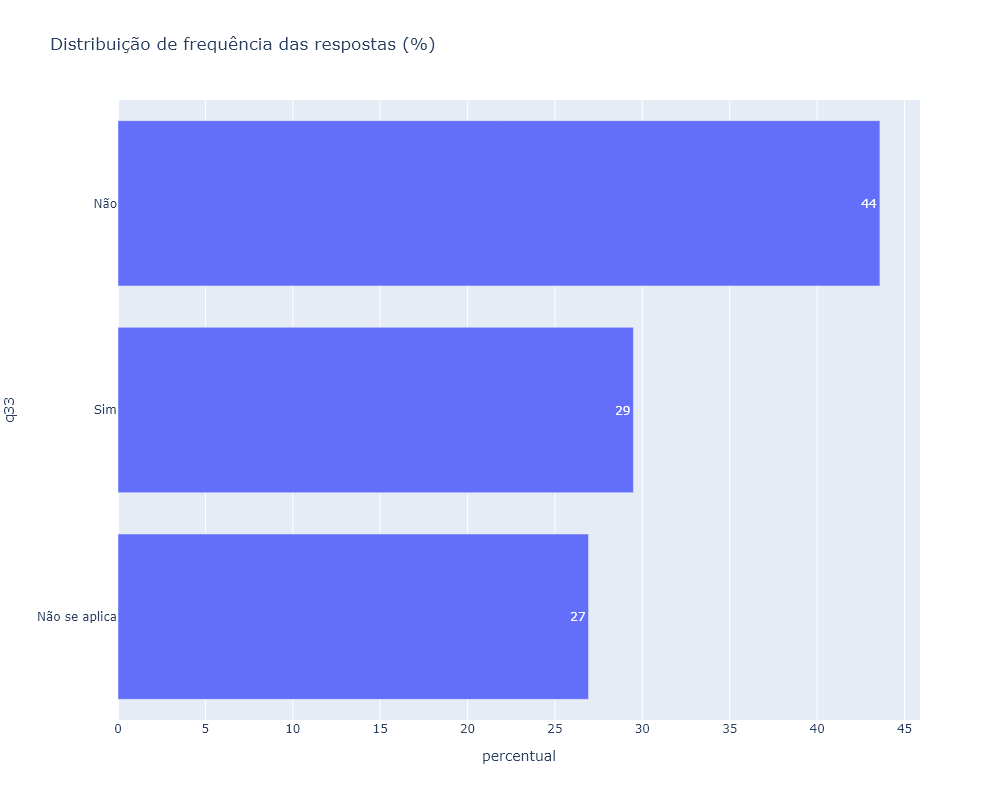 Distribuição de frequência das respostas (%)
Não
44
Sim
29
Não se aplica
27
q33
0 5 10 15 20 25 30 35 40 45
percentual